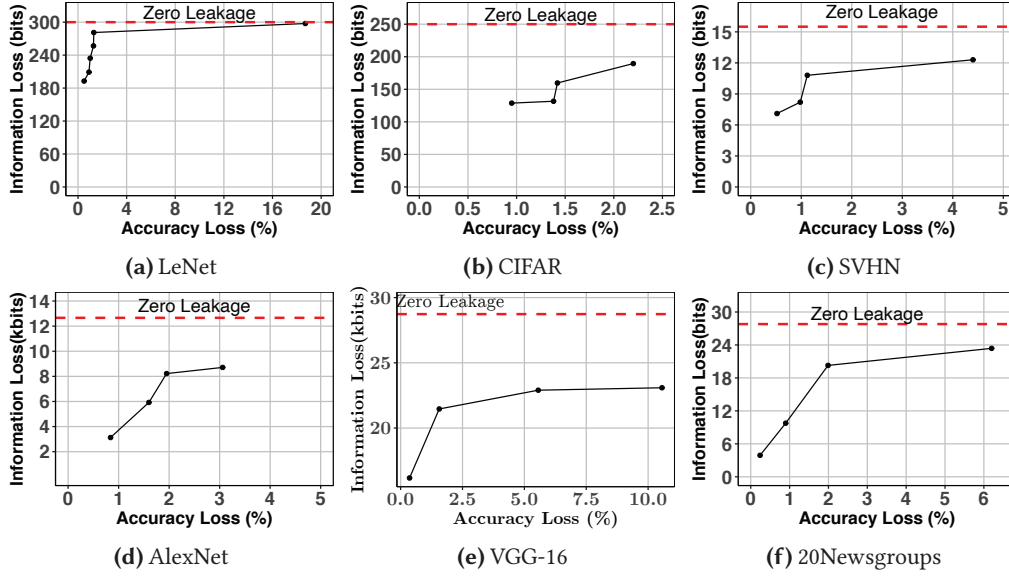 Zero Leakage
Information Loss (bits)
300
240
180
120
60
0
0 4 8 12 16 20
Accuracy Loss (%)
(a) LeNet
Zero Leakage
Information Loss (bits)
250
200
150
100
50
0
0.0 0.5 1.0 1.5 2.0 2.5
Accuracy Loss (%)
(b) CIFAR
Zero Leakage
Information Loss (bits)
15
12
9
6
3
0
0 1 2 3 4 5
Accuracy Loss (%)
(c) SVHN
Zero Leakage
Information Loss(kbits)
14
12
10
8
6
4
2
0 1 2 3 4 5
Accuracy Loss (%)
(d) AlexNet
Zero Leakage
Information Loss(kbits)
30
25
20
0.0 2.5 5.0 7.5 10.0
Accuracy Loss (%)
(e) VGG-16
Zero Leakage
Information Loss(bits)
30
24
18
12
6
0
0 1 2 3 4 5 6
Accuracy Loss (%)
(f) 20Newsgroups